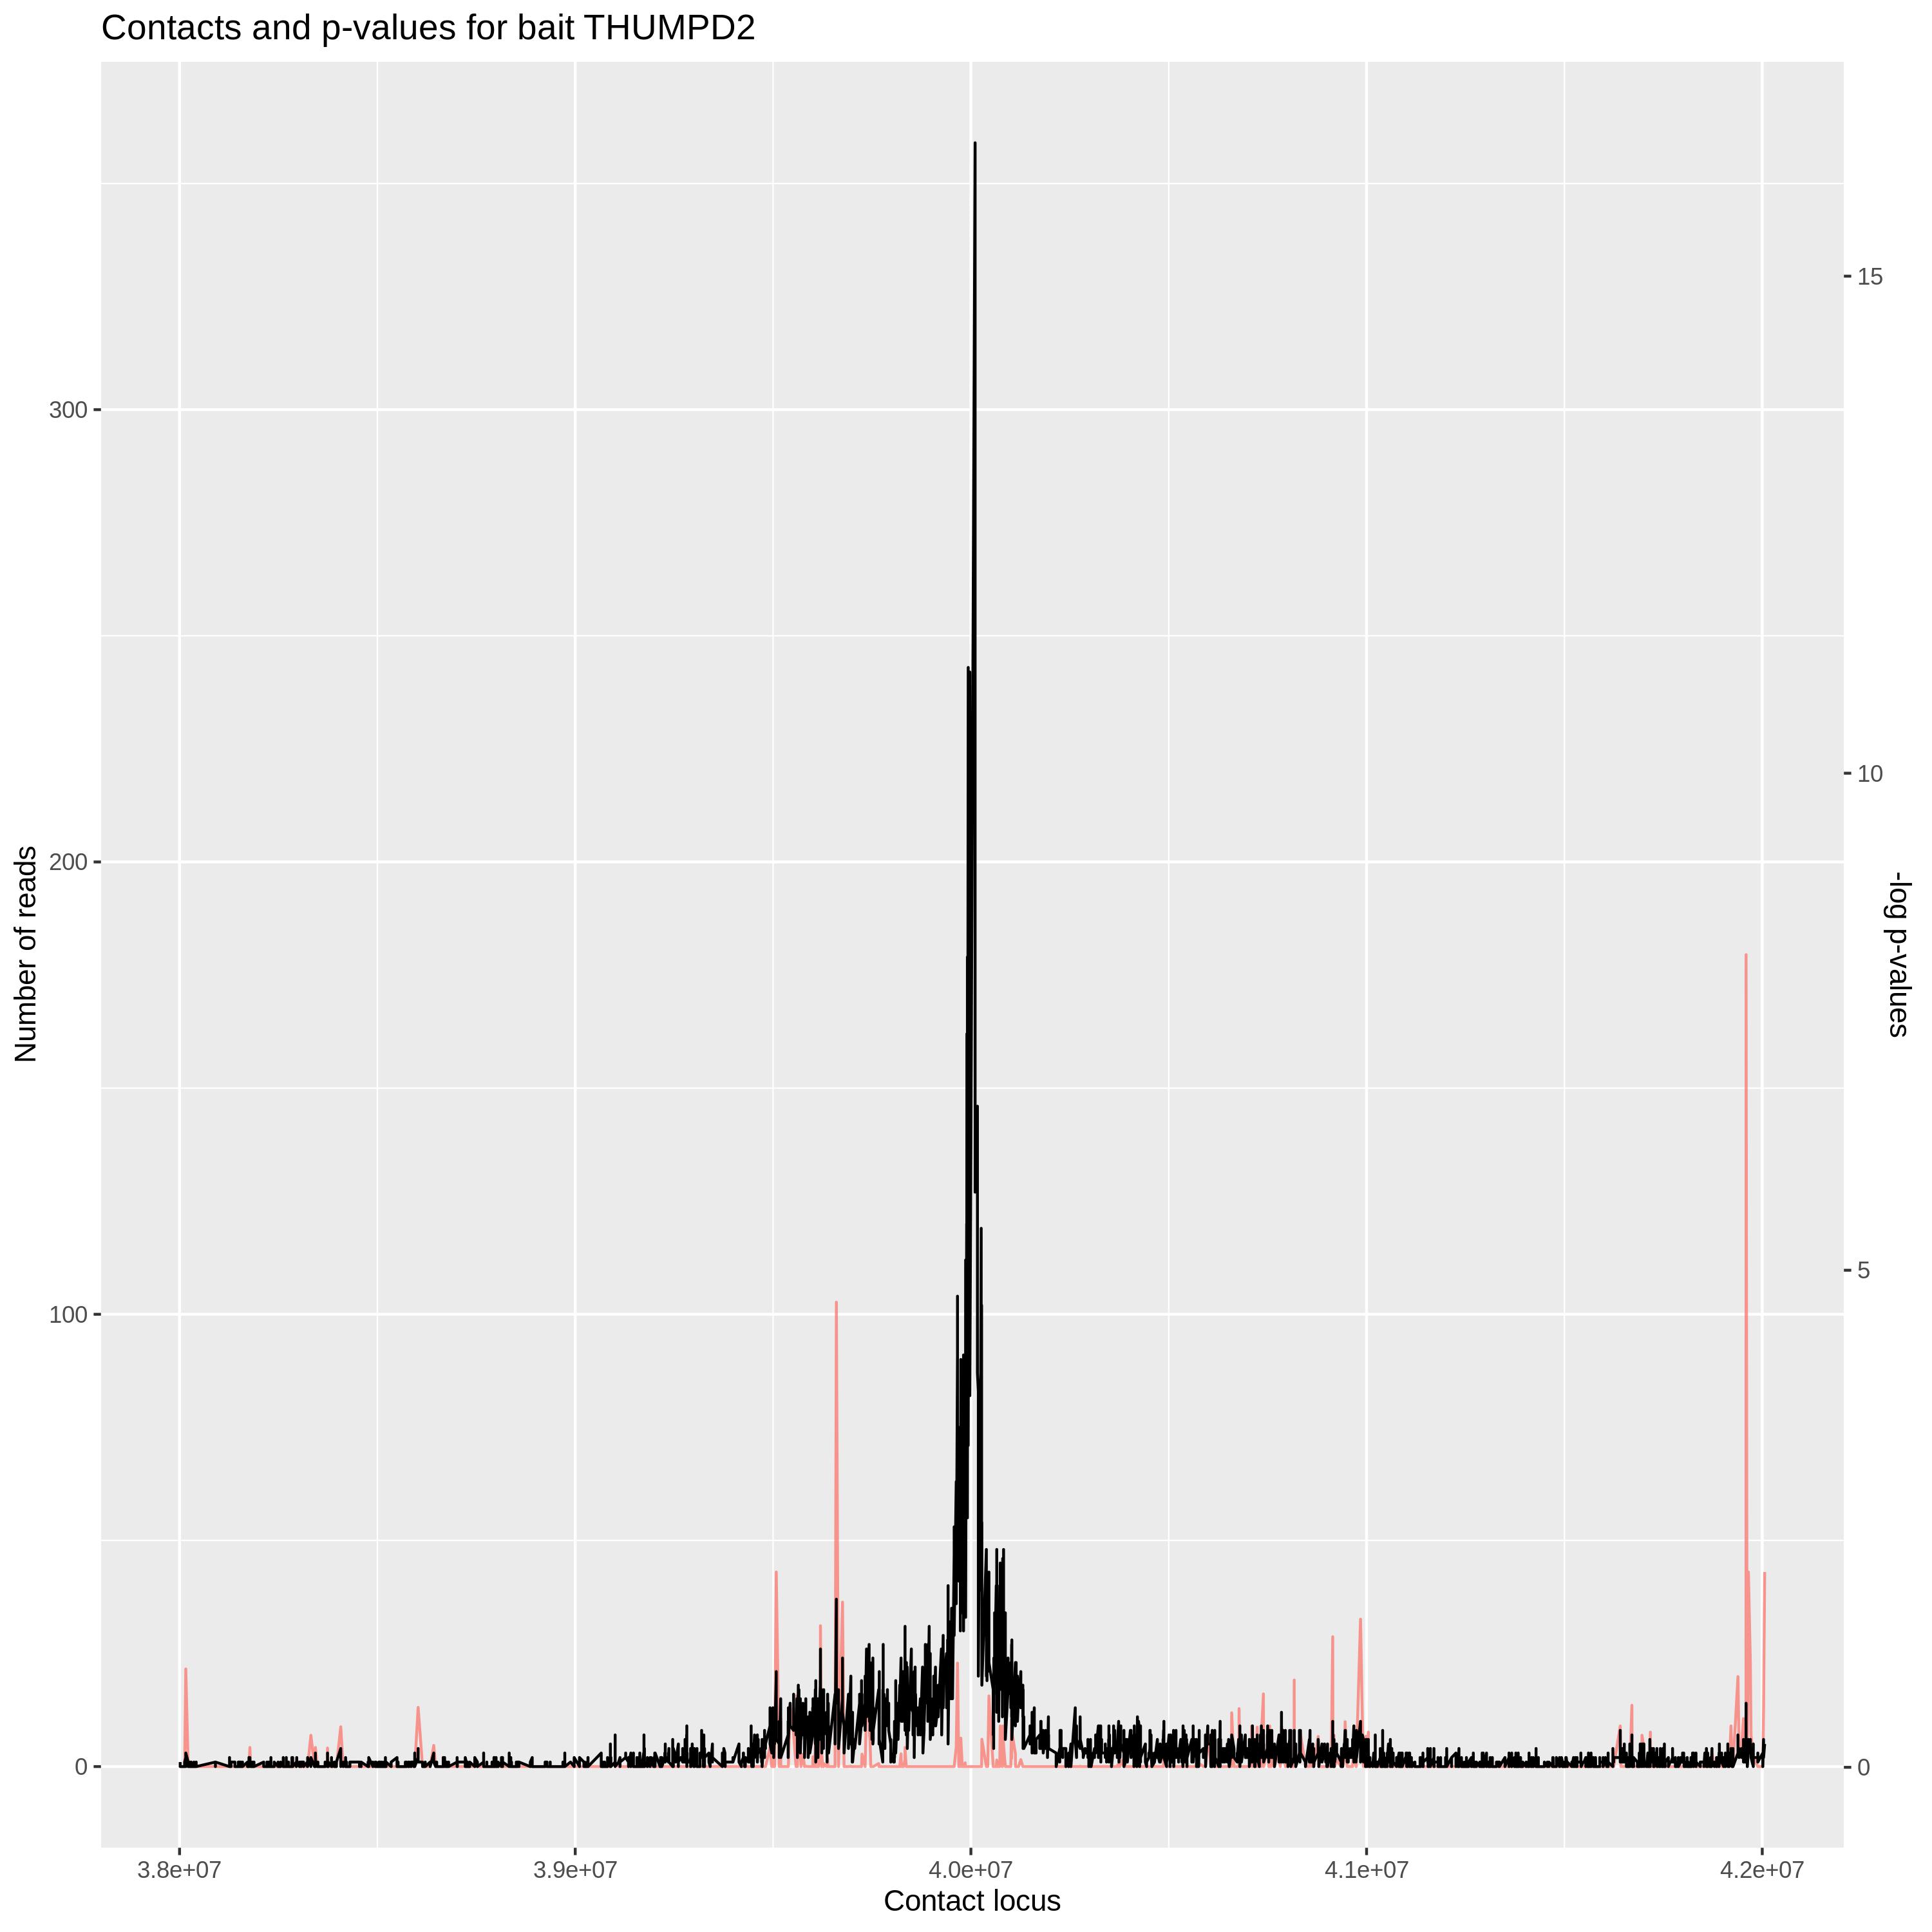 Contacts and p-values for bait THUMPD2
Number of reads
300
200
100
0
15
10
5
0
-log p-values
3.8e+07
3.9e+07
4.0e+07
4.1e+07
4.2e+07
Contact locus